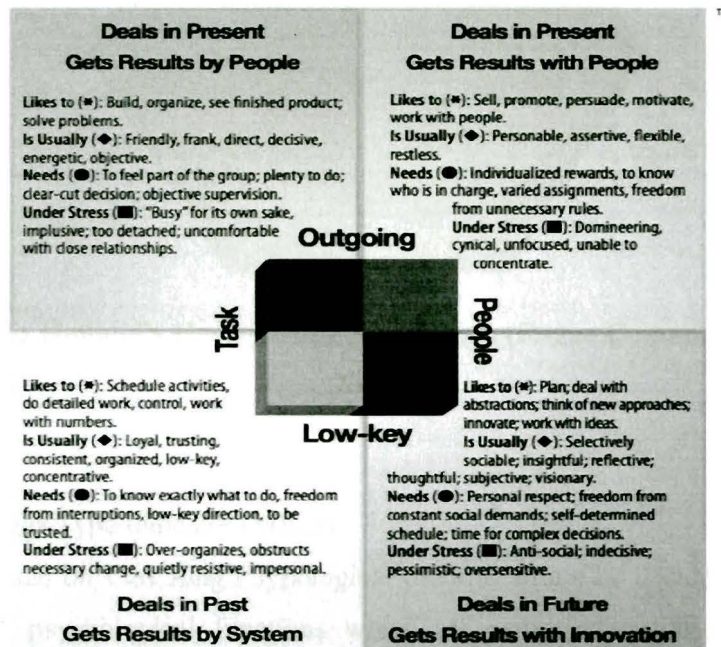 Deals in Present
Gets Results by People
Likes to (✱): Build, organize, see finished product;
solve problems.
Is Usually (◆): Friendly, frank, direct, decisive,
energetic, objective.
Needs (●): To feel part of the group; plenty to do;
clear-cut decision; objective supervision.
Under Stress (■): "Busy" for its own sake,
implusive; too detached; uncomfortable
with close relationships.
Deals in Present
Gets Results with People
Likes to (✱): Sell, promote, persuade, motivate,
work with people.
Is Usually (◆): Personable, assertive, flexible,
restless.
Needs (●): Individualized rewards, to know
who is in charge, varied assignments, freedom
from unnecessary rules.
Under Stress (■): Domineering,
cynical, unfocused, unable to
concentrate.
Outgoing
Task
People
Low-key
Likes to (✱): Schedule activities,
do detailed work, control, work
with numbers.
Is Usually (◆): Loyal, trusting,
consistent, organized, low-key,
concentrative.
Needs (●): To know exactly what to do, freedom
from interruptions, low-key direction, to be
trusted.
Under Stress (■): Over-organizes, obstructs
necessary change, quietly resistive, impersonal.
Deals in Past
Gets Results by System
Likes to (✱): Plan; deal with
abstractions; think of new approaches;
innovate; work with ideas.
Is Usually (◆): Selectively
sociable; insightful; reflective;
thoughtful; subjective; visionary.
Needs (●): Personal respect; freedom from
constant social demands; self-determined
schedule; time for complex decisions.
Under Stress (■): Anti-social; indecisive;
pessimistic; oversensitive.
Deals in Future
Gets Results with Innovation